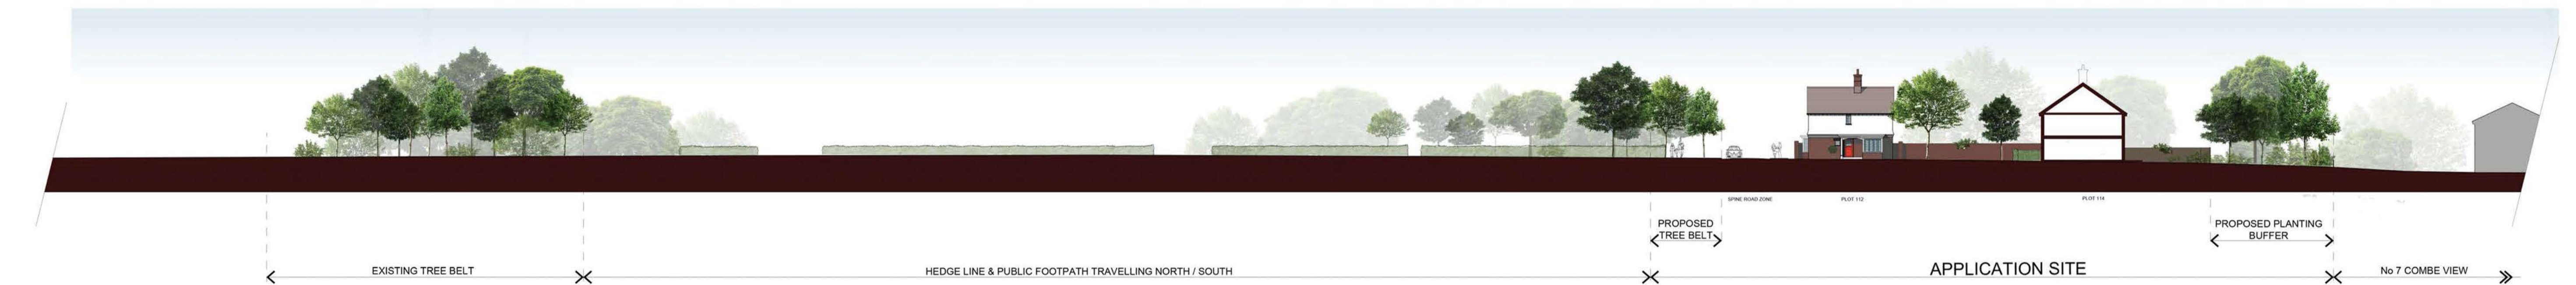 SPINE ROAD ZONE
PLOT 112
PLOT 114
PROPOSED
TREE BELT
PROPOSED PLANTING
BUFFER
EXISTING TREE BELT
HEDGE LINE & PUBLIC FOOTPATH TRAVELLING NORTH / SOUTH
APPLICATION SITE
No 7 COMBE VIEW